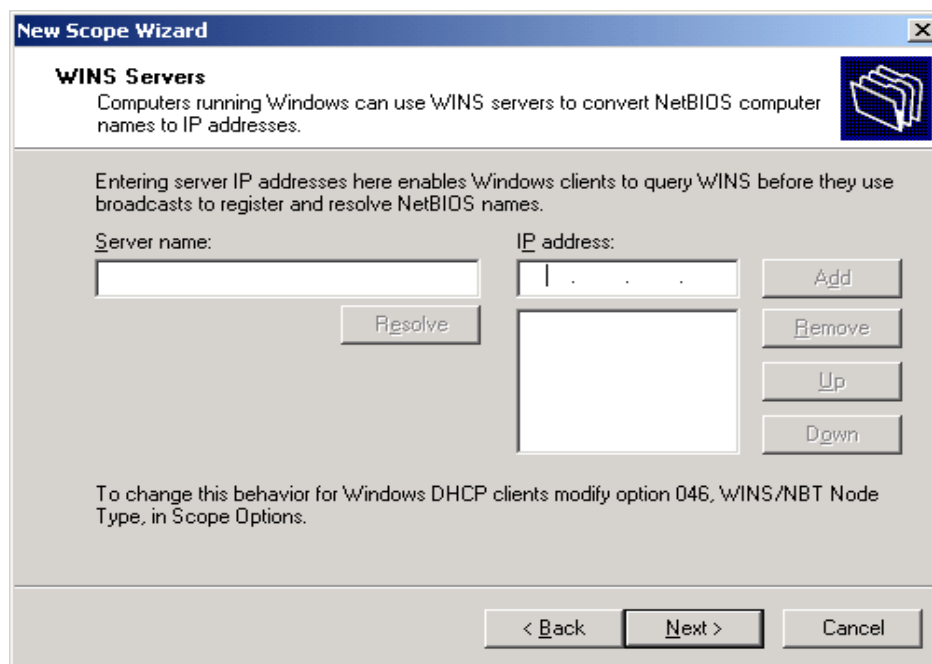 New Scope Wizard
WINS Servers
Computers running Windows can use WINS servers to convert NetBIOS computer
names to IP addresses.
Entering server IP addresses here enables Windows clients to query WINS before they use
broadcasts to register and resolve NetBIOS names.
Server name:
IP address:
. . .
Add
Resolve
Remove
Up
Down
To change this behavior for Windows DHCP clients modify option 046, WINS/NBT Node
Type, in Scope Options.
< Back
Next >
Cancel